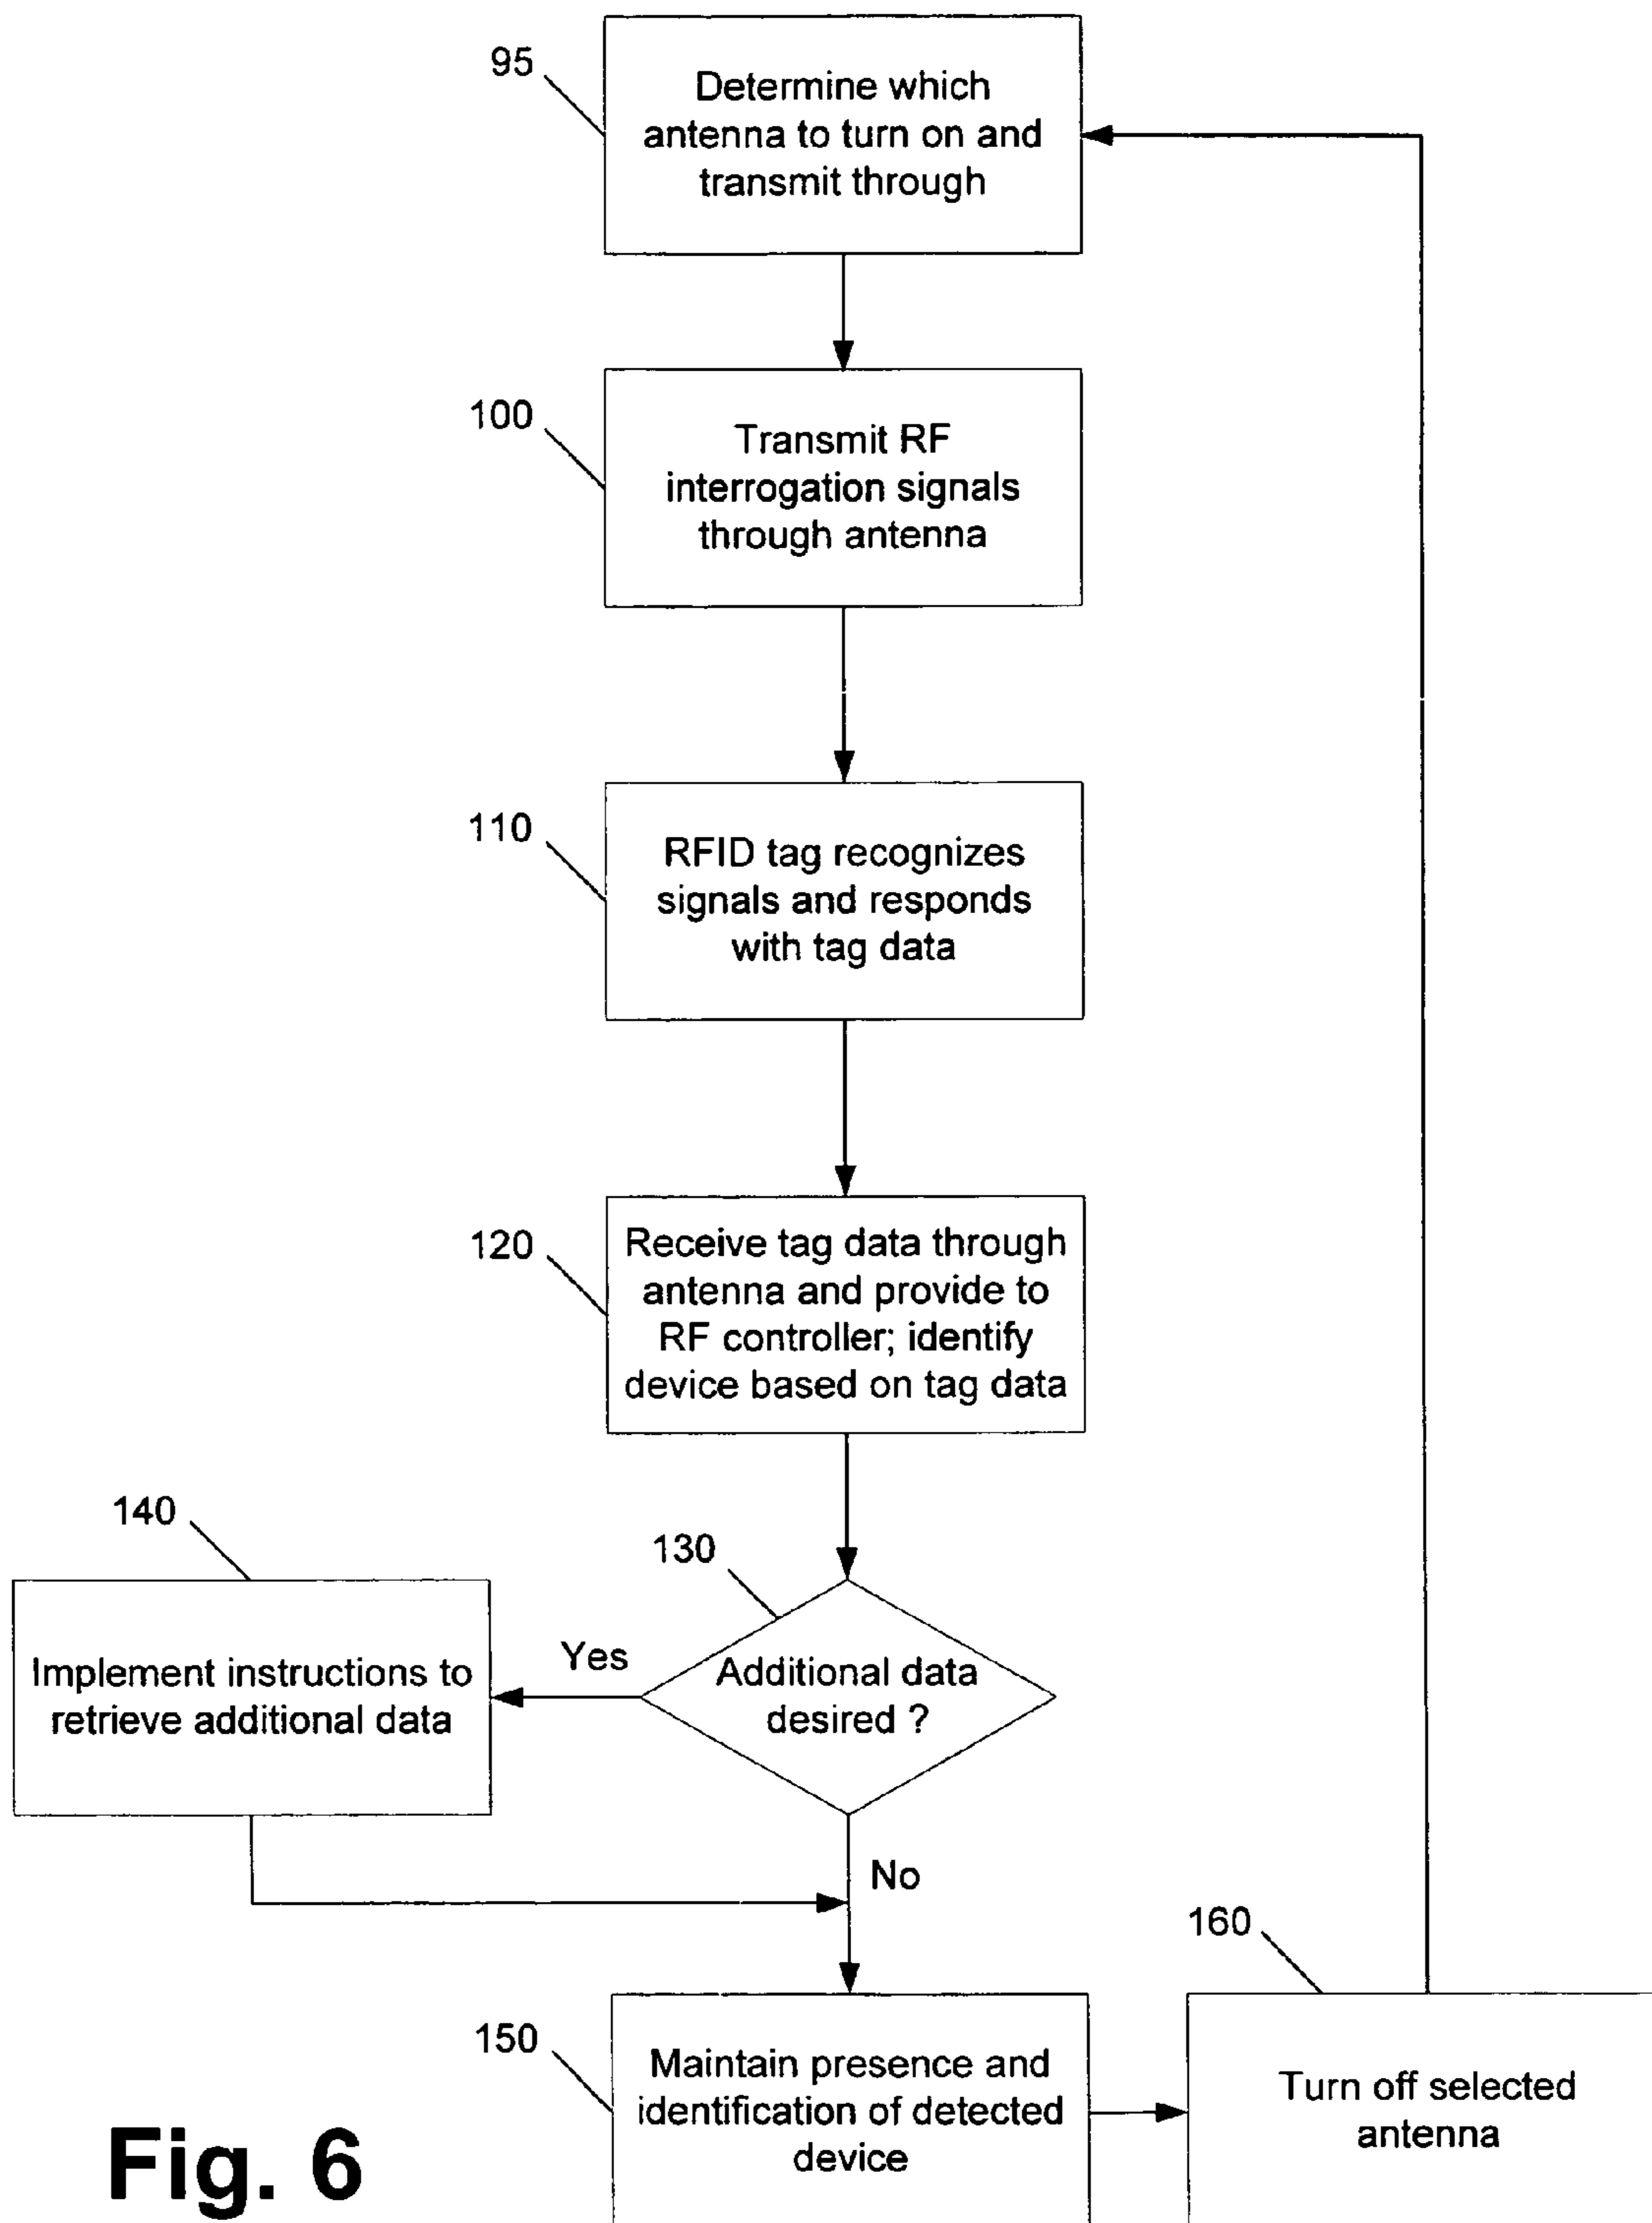 95
Determine which
antenna to turn on and
transmit through
100
Transmit RF
interrogation signals
through antenna
110
RFID tag recognizes
signals and responds
with tag data
120
Receive tag data through
antenna and provide to
RF controller; identify
device based on tag data
140
130
Implement instructions to
retrieve additional data
Yes
Additional data
desired ?
No
160
150
Maintain presence and
identification of detected
device
Turn off selected
antenna
Fig. 6